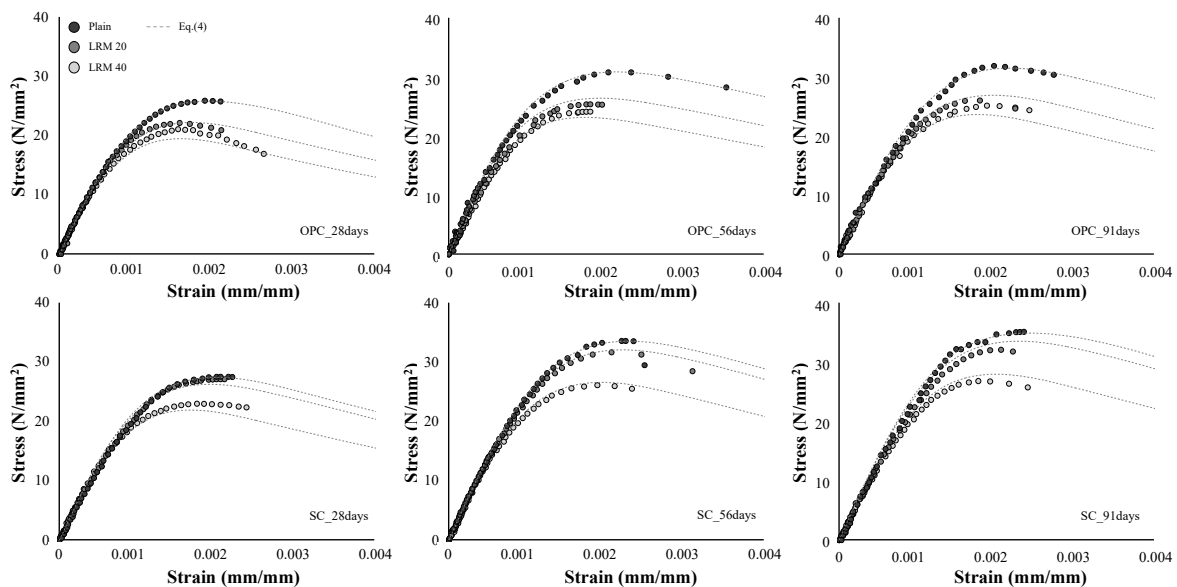 40
30
20
10
0
Stress (N/mm²)
Plain
LRM 20
LRM 40
Eq.(4)
OPC_28days
0 0.001 0.002 0.003 0.004
Strain (mm/mm)
40
30
20
10
0
Stress (N/mm²)
OPC_56days
0 0.001 0.002 0.003 0.004
Strain (mm/mm)
40
30
20
10
0
Stress (N/mm²)
OPC_91days
0 0.001 0.002 0.003 0.004
Strain (mm/mm)
40
30
20
10
0
Stress (N/mm²)
SC_28days
0 0.001 0.002 0.003 0.004
Strain (mm/mm)
40
30
20
10
0
Stress (N/mm²)
SC_56days
0 0.001 0.002 0.003 0.004
Strain (mm/mm)
40
30
20
10
0
Stress (N/mm²)
SC_91days
0 0.001 0.002 0.003 0.004
Strain (mm/mm)